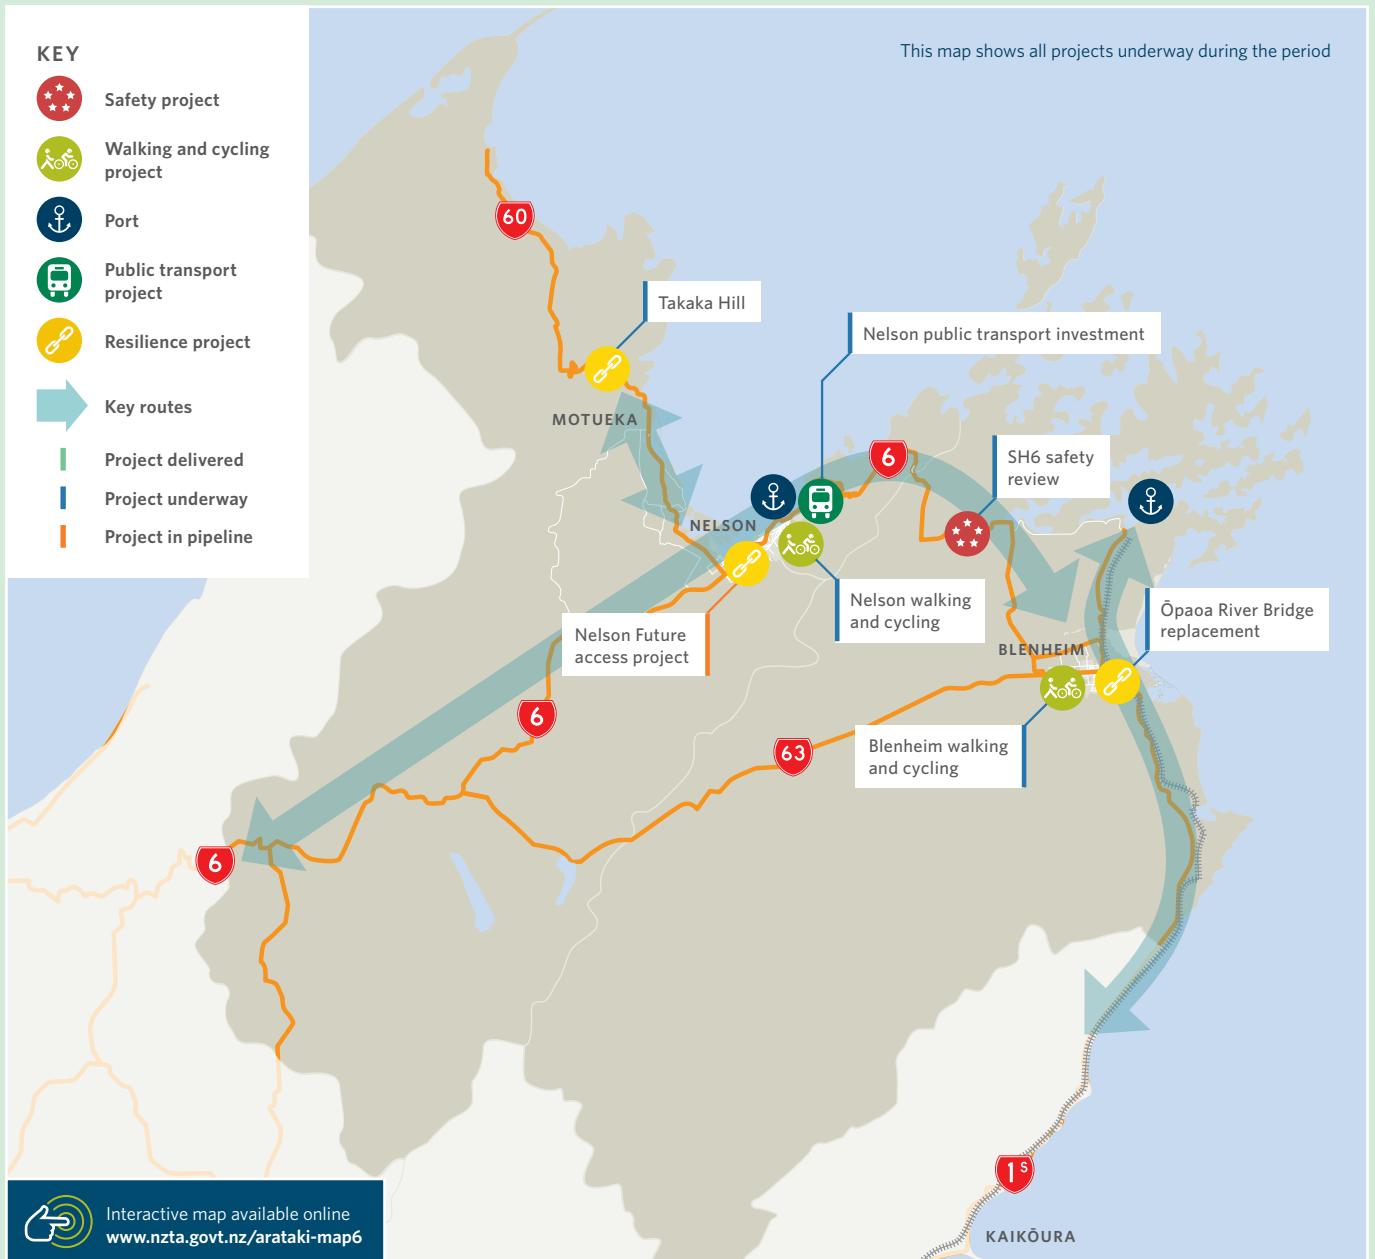 KEY
Safety project
Walking and cycling
project
Port
Public transport
project
Resilience project
Key routes
Project delivered
Project underway
Project in pipeline
This map shows all projects underway during the period
60
Takaka Hill
Nelson public transport investment
MOTUEKA
6
SH6 safety
review
NELSON
Nelson walking
and cycling
Ōpaoa River Bridge
replacement
Nelson Future
access project
BLENHEIM
6
63
Blenheim walking
and cycling
6
1S
KAIKŌURA
Interactive map available online
www.nzta.govt.nz/arataki-map6